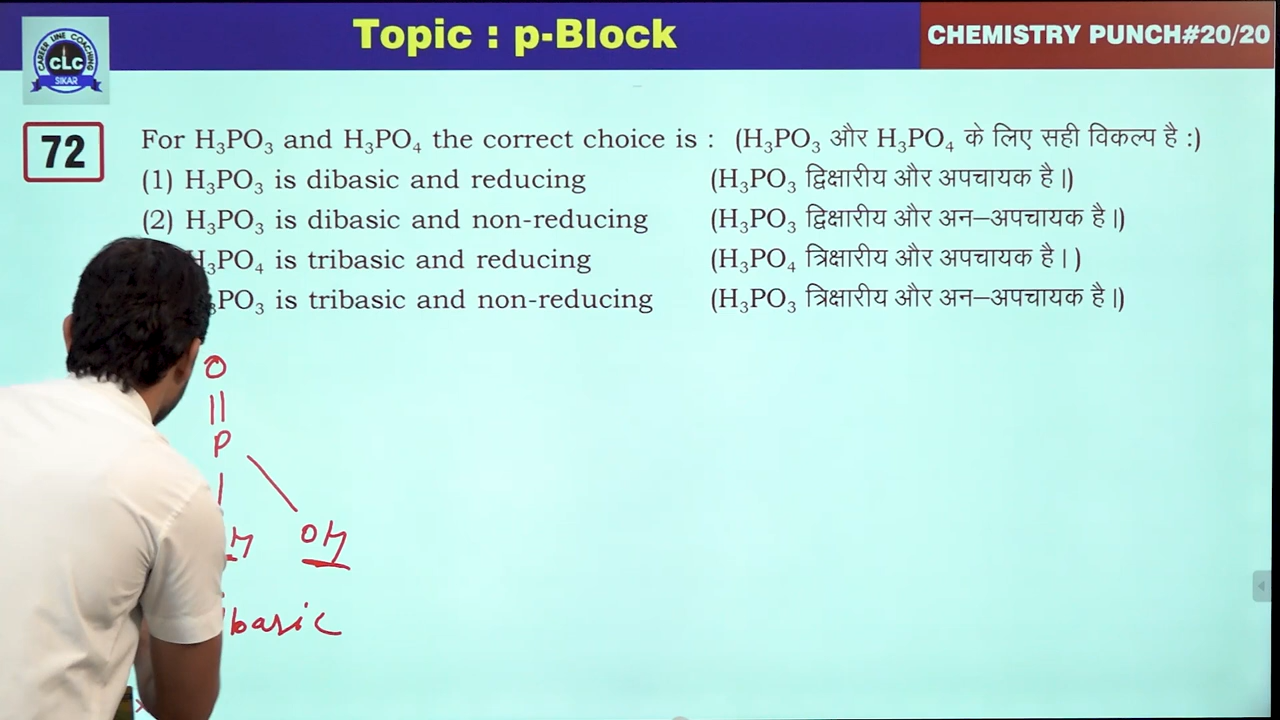 Topic : p-Block
CHEMISTRY PUNCH#20/20
CAREER LINE COACHING
CLC
SIKAR
72
For H₃PO₃ and H₃PO₄ the correct choice is : (H₃PO₃ और H₃PO₄ के लिए सही विकल्प है :)
(1) H₃PO₃ is dibasic and reducing (H₃PO₃ द्विक्षारीय और अपचायक है।)
(2) H₃PO₃ is dibasic and non-reducing (H₃PO₃ द्विक्षारीय और अन–अपचायक है।)
H₃PO₄ is tribasic and reducing (H₃PO₄ त्रिक्षारीय और अपचायक है। )
₃PO₃ is tribasic and non-reducing (H₃PO₃ त्रिक्षारीय और अन–अपचायक है।)
O
P
H OH
ibasic